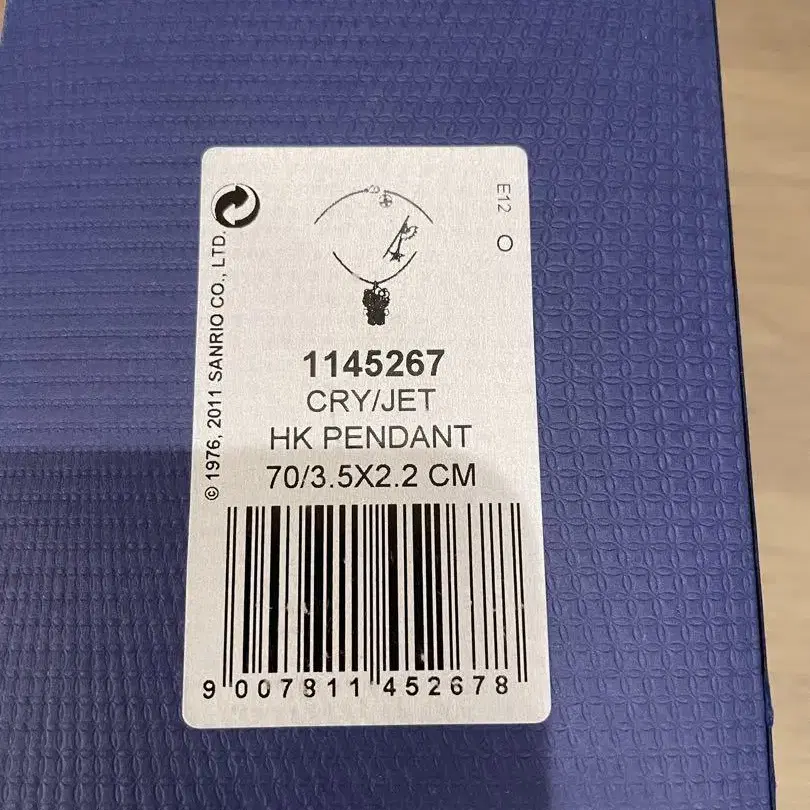 E12
© 1976, 2011 SANRIO CO., LTD.
1145267
CRY/JET
HK PENDANT
70/3.5X2.2 CM
9 007811 452678